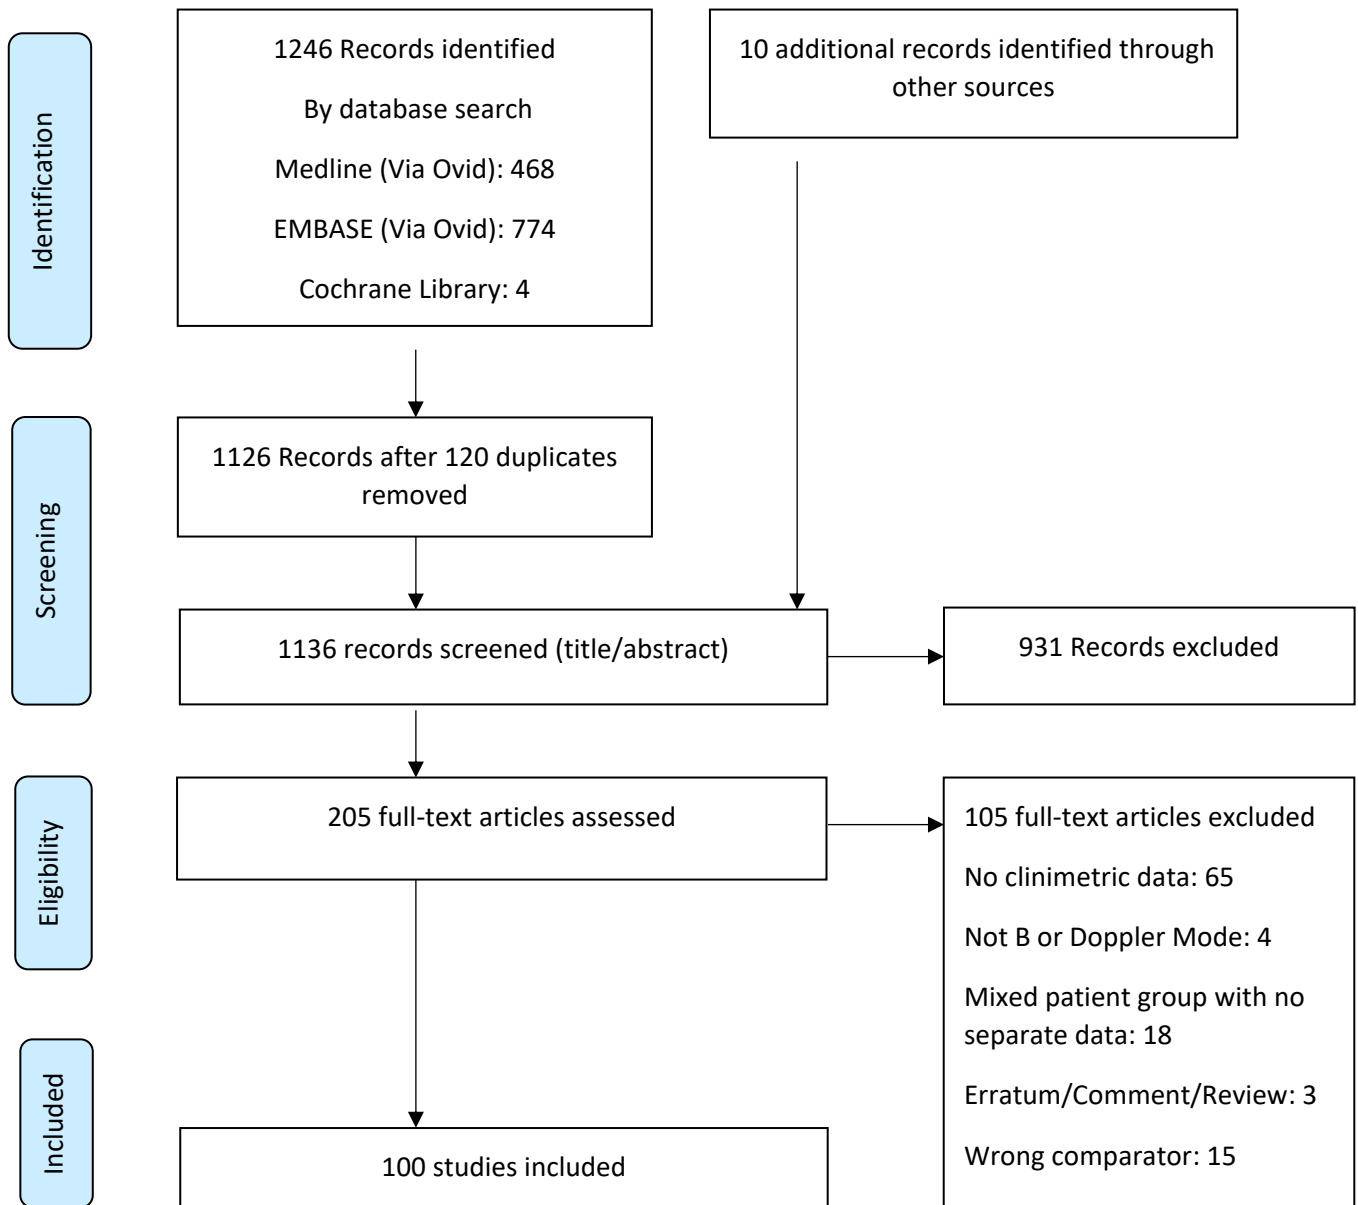 Identification
1246 Records identified
By database search
Medline (Via Ovid): 468
EMBASE (Via Ovid): 774
Cochrane Library: 4
10 additional records identified through
other sources
Screening
1126 Records after 120 duplicates
removed
1136 records screened (title/abstract)
931 Records excluded
Eligibility
205 full-text articles assessed
105 full-text articles excluded
No clinimetric data: 65
Not B or Doppler Mode: 4
Mixed patient group with no
separate data: 18
Erratum/Comment/Review: 3
Wrong comparator: 15
Included
100 studies included